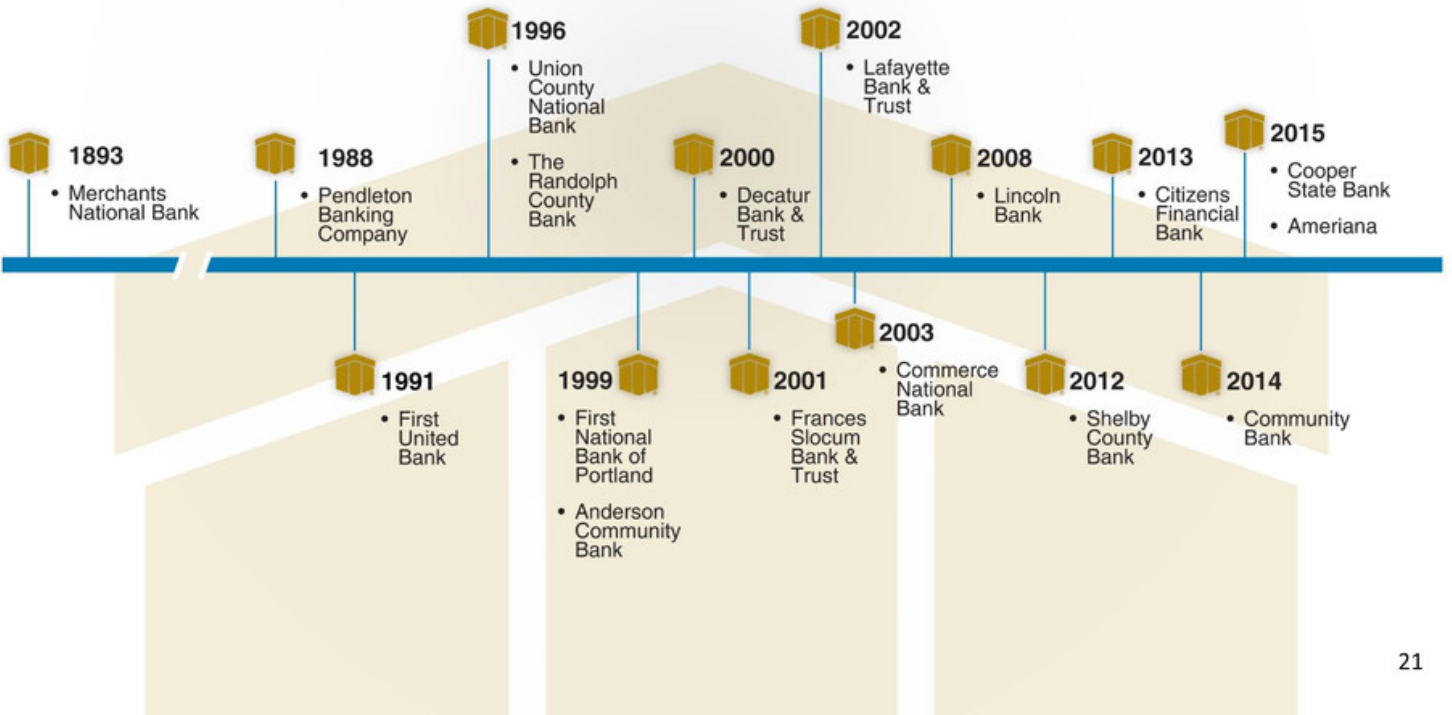 1893
• Merchants
National Bank
1988
• Pendleton
Banking
Company
1991
• First
United
Bank
1996
• Union
County
National
Bank
• The
Randolph
County
Bank
1999
• First
National
Bank of
Portland
• Anderson
Community
Bank
2000
• Decatur
Bank &
Trust
2001
• Frances
Slocum
Bank &
Trust
2002
• Lafayette
Bank &
Trust
2003
• Commerce
National
Bank
2008
• Lincoln
Bank
2012
• Shelby
County
Bank
2013
• Citizens
Financial
Bank
2014
• Community
Bank
2015
• Cooper
State Bank
• Ameriana
21